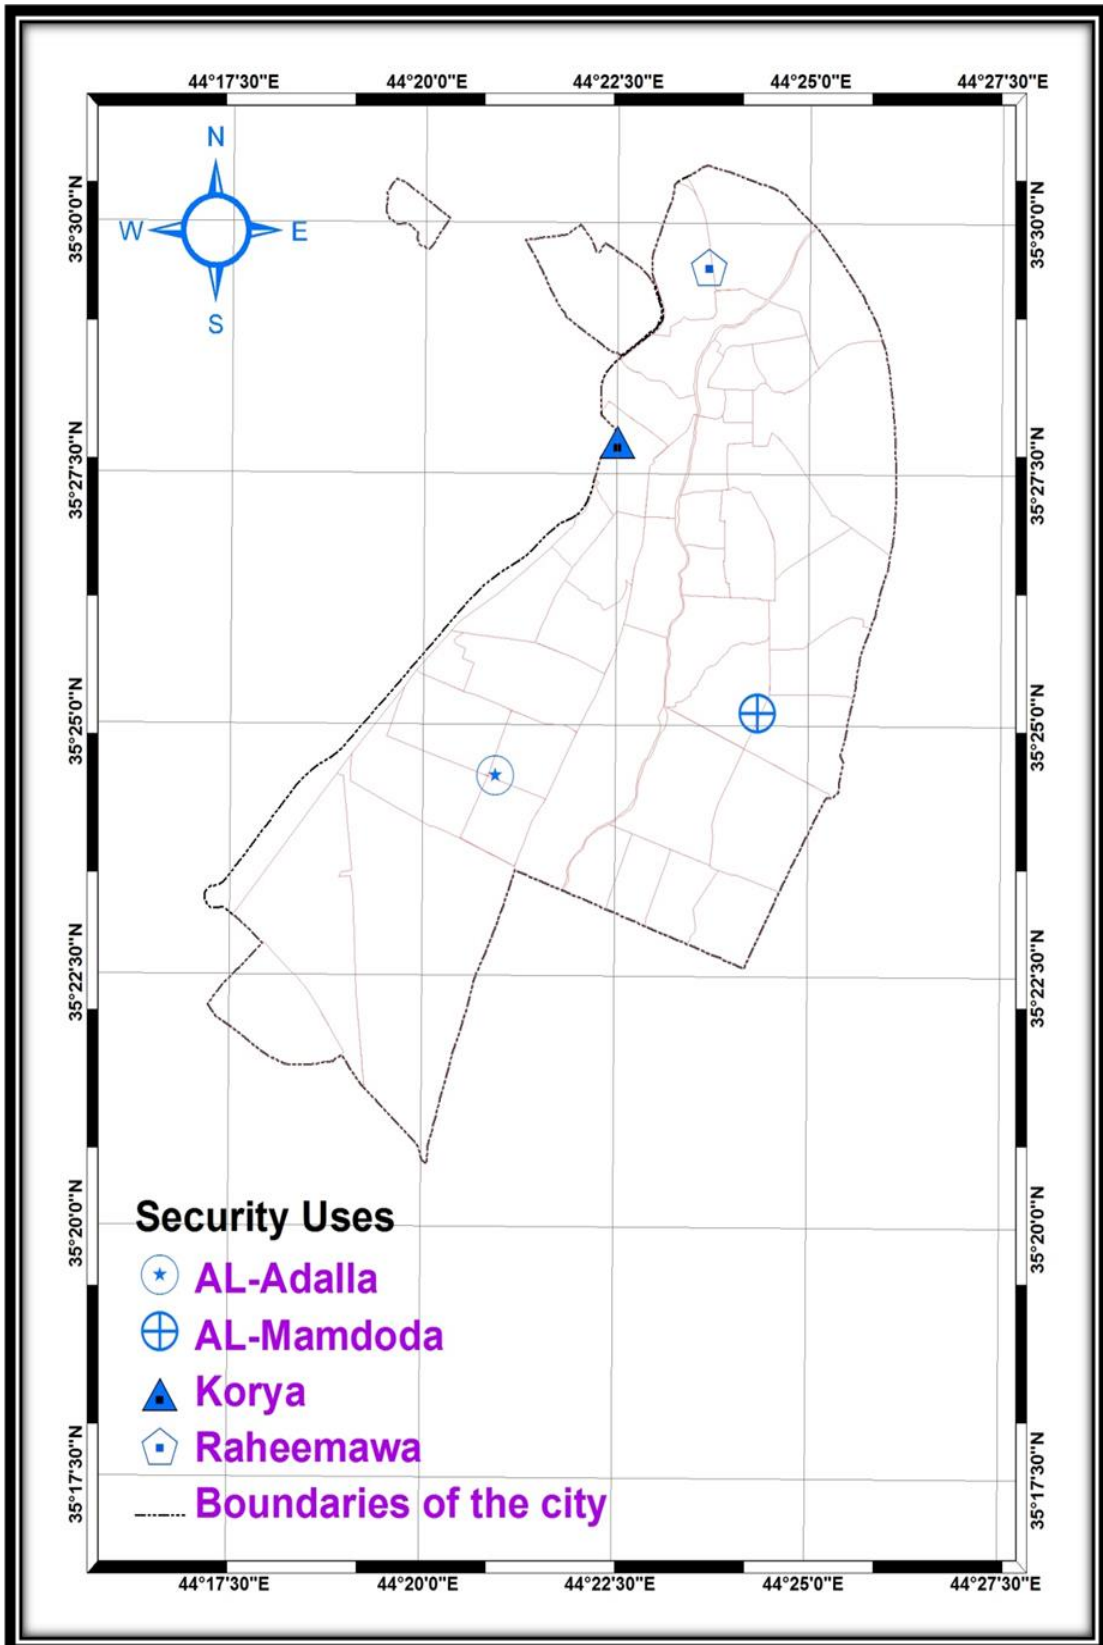 44°17'30"E 44°20'0"E 44°22'30"E 44°25'0"E 44°27'30"E
N
W E
S
35°30'0"N 35°30'0"N
35°27'30"N 35°27'30"N
35°25'0"N 35°25'0"N
35°22'30"N 35°22'30"N
35°20'0"N 35°20'0"N
35°17'30"N 35°17'30"N
Security Uses
AL-Adalla
AL-Mamdoda
Korya
Raheemawa
Boundaries of the city
44°17'30"E 44°20'0"E 44°22'30"E 44°25'0"E 44°27'30"E